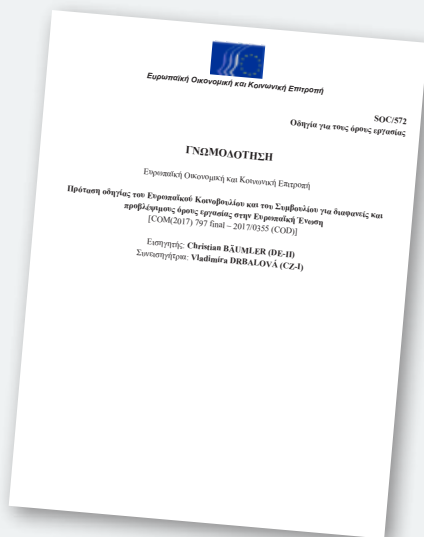 Ευρωπαϊκή Οικονομική και Κοινωνική Επιτροπή
SOC/572
Οδηγία για τους όρους εργασίας
ΓΝΩΜΟΔΟΤΗΣΗ
Ευρωπαϊκή Οικονομική και Κοινωνική Επιτροπή
Πρόταση οδηγίας του Ευρωπαϊκού Κοινοβουλίου και του Συμβουλίου για διαφανείς και
προβλέψιμους όρους εργασίας στην Ευρωπαϊκή Ένωση
[COM(2017) 797 final – 2017/0355 (COD)]
Εισηγητής: Christian BÄUMLER (DE-II)
Συνεισηγήτρια: Vladimíra DRBALOVÁ (CZ-I)